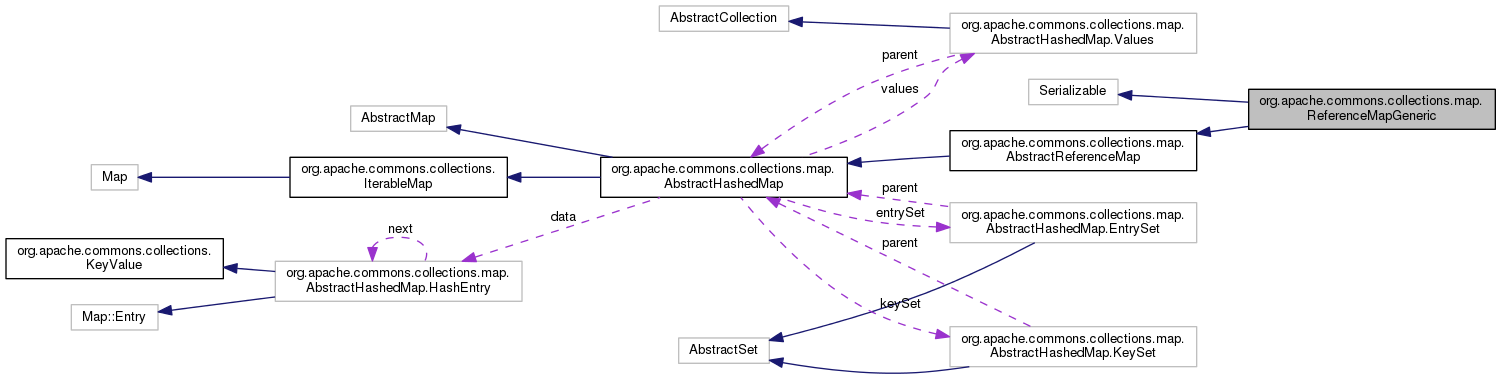 AbstractCollection
org.apache.commons.collections.map.
AbstractHashedMap.Values
parent
values
Serializable
org.apache.commons.collections.map.
ReferenceMapGeneric
AbstractMap
org.apache.commons.collections.map.
AbstractReferenceMap
Map
org.apache.commons.collections.
IterableMap
org.apache.commons.collections.map.
AbstractHashedMap
parent
entrySet
org.apache.commons.collections.map.
AbstractHashedMap.EntrySet
data
next
parent
org.apache.commons.collections.
KeyValue
org.apache.commons.collections.map.
AbstractHashedMap.HashEntry
keySet
Map::Entry
AbstractSet
org.apache.commons.collections.map.
AbstractHashedMap.KeySet